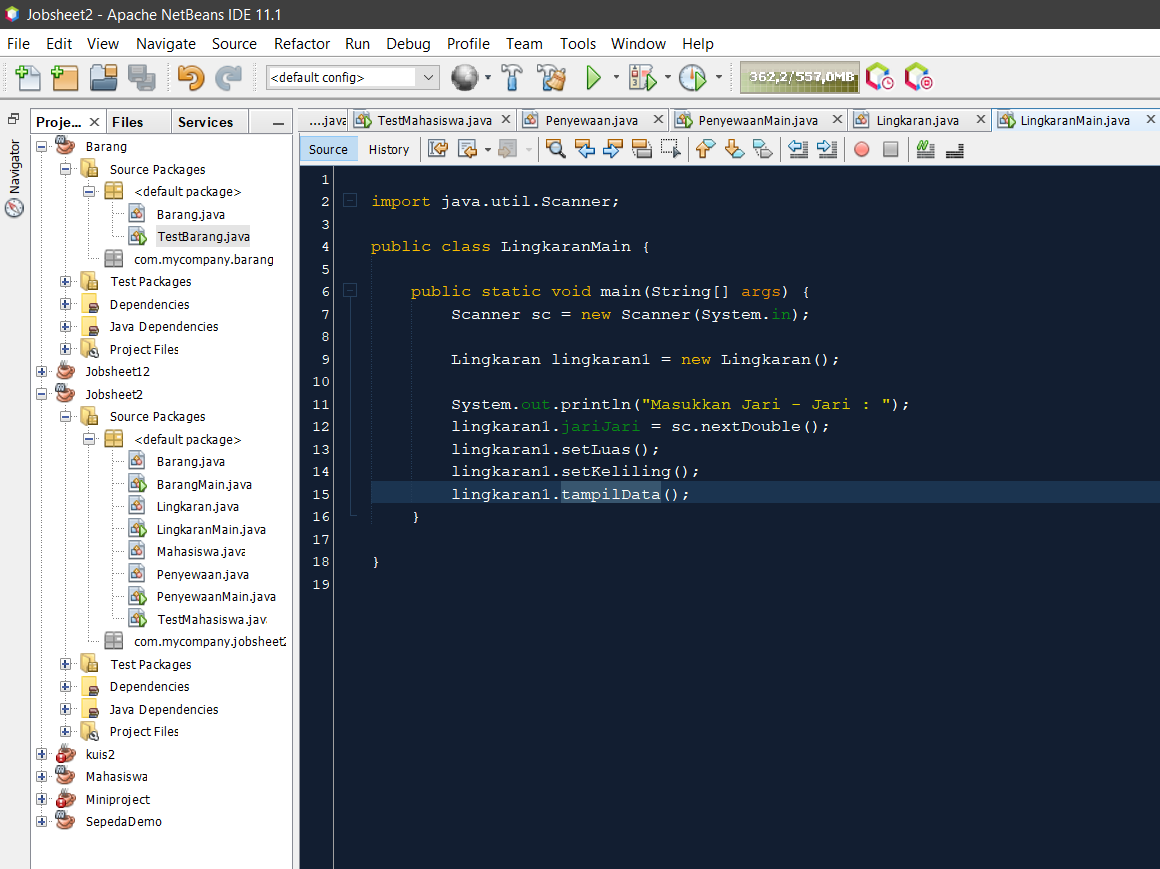 Jobsheet2 - Apache NetBeans IDE 11.1
File Edit View Navigate Source Refactor Run Debug Profile Team Tools Window Help
<default config>
362,2/557,0MB
Proje... Files Services
Navigator
Barang
Source Packages
<default package>
Barang.java
TestBarang.java
com.mycompany.barang
Test Packages
Dependencies
Java Dependencies
Project Files
Jobsheet12
Jobsheet2
Source Packages
<default package>
Barang.java
BarangMain.java
Lingkaran.java
LingkaranMain.java
Mahasiswa.java
Penyewaan.java
PenyewaanMain.java
TestMahasiswa.jav
com.mycompany.jobsheet2
Test Packages
Dependencies
Java Dependencies
Project Files
kuis2
Mahasiswa
Miniproject
SepedaDemo
....java TestMahasiswa.java Penyewaan.java PenyewaanMain.java Lingkaran.java LingkaranMain.java
Source History
1
2 import java.util.Scanner;
3
4 public class LingkaranMain {
5
6 public static void main(String[] args) {
7 Scanner sc = new Scanner(System.in);
8
9 Lingkaran lingkaran1 = new Lingkaran();
10
11 System.out.println("Masukkan Jari - Jari : ");
12 lingkaran1.jariJari = sc.nextDouble();
13 lingkaran1.setLuas();
14 lingkaran1.setKeliling();
15 lingkaran1.tampilData();
16 }
17
18 }
19